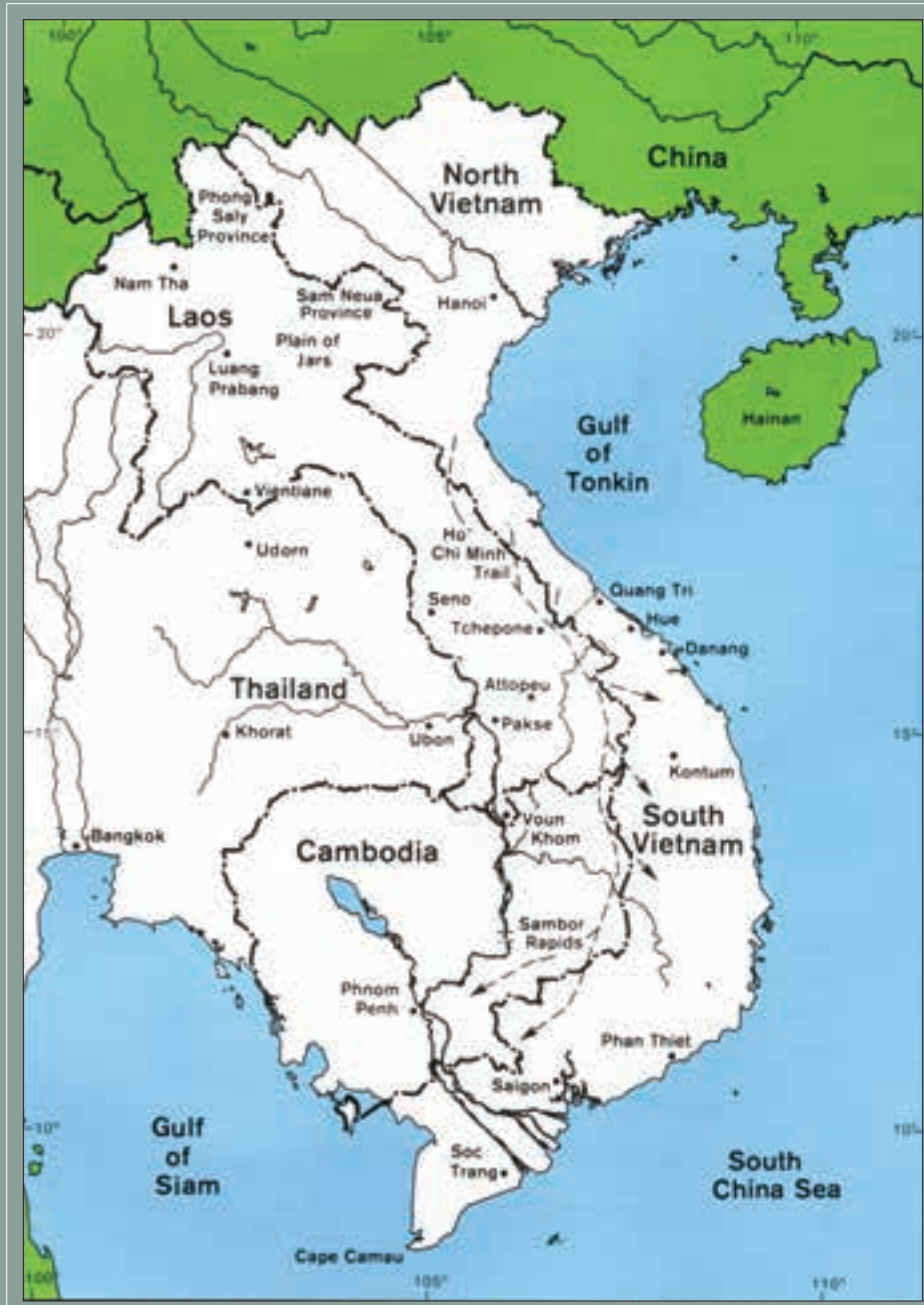 100°
105°
110°
China
North
Vietnam
Phong
Saly
Province
Nam Tha
Sam Neua
Province
Hanoi
Laos
20°
20°
Plain of
Jars
Luang
Prabang
Hainan
Gulf
of
Tonkin
Vientiane
Udorn
Ho
Chi Minh
Trail
Seno
Quang Tri
Hue
Tchepone
Danang
Thailand
Attopeu
Pakse
Khorat
Ubon
15°
15°
Kontum
South
Vietnam
Voun
Khom
Bangkok
Cambodia
Sambor
Rapids
Phnom
Penh
Phan Thiet
Saigon
10°
10°
Gulf
of
Siam
Soc
Trang
South
China Sea
Cape Camau
100°
105°
110°